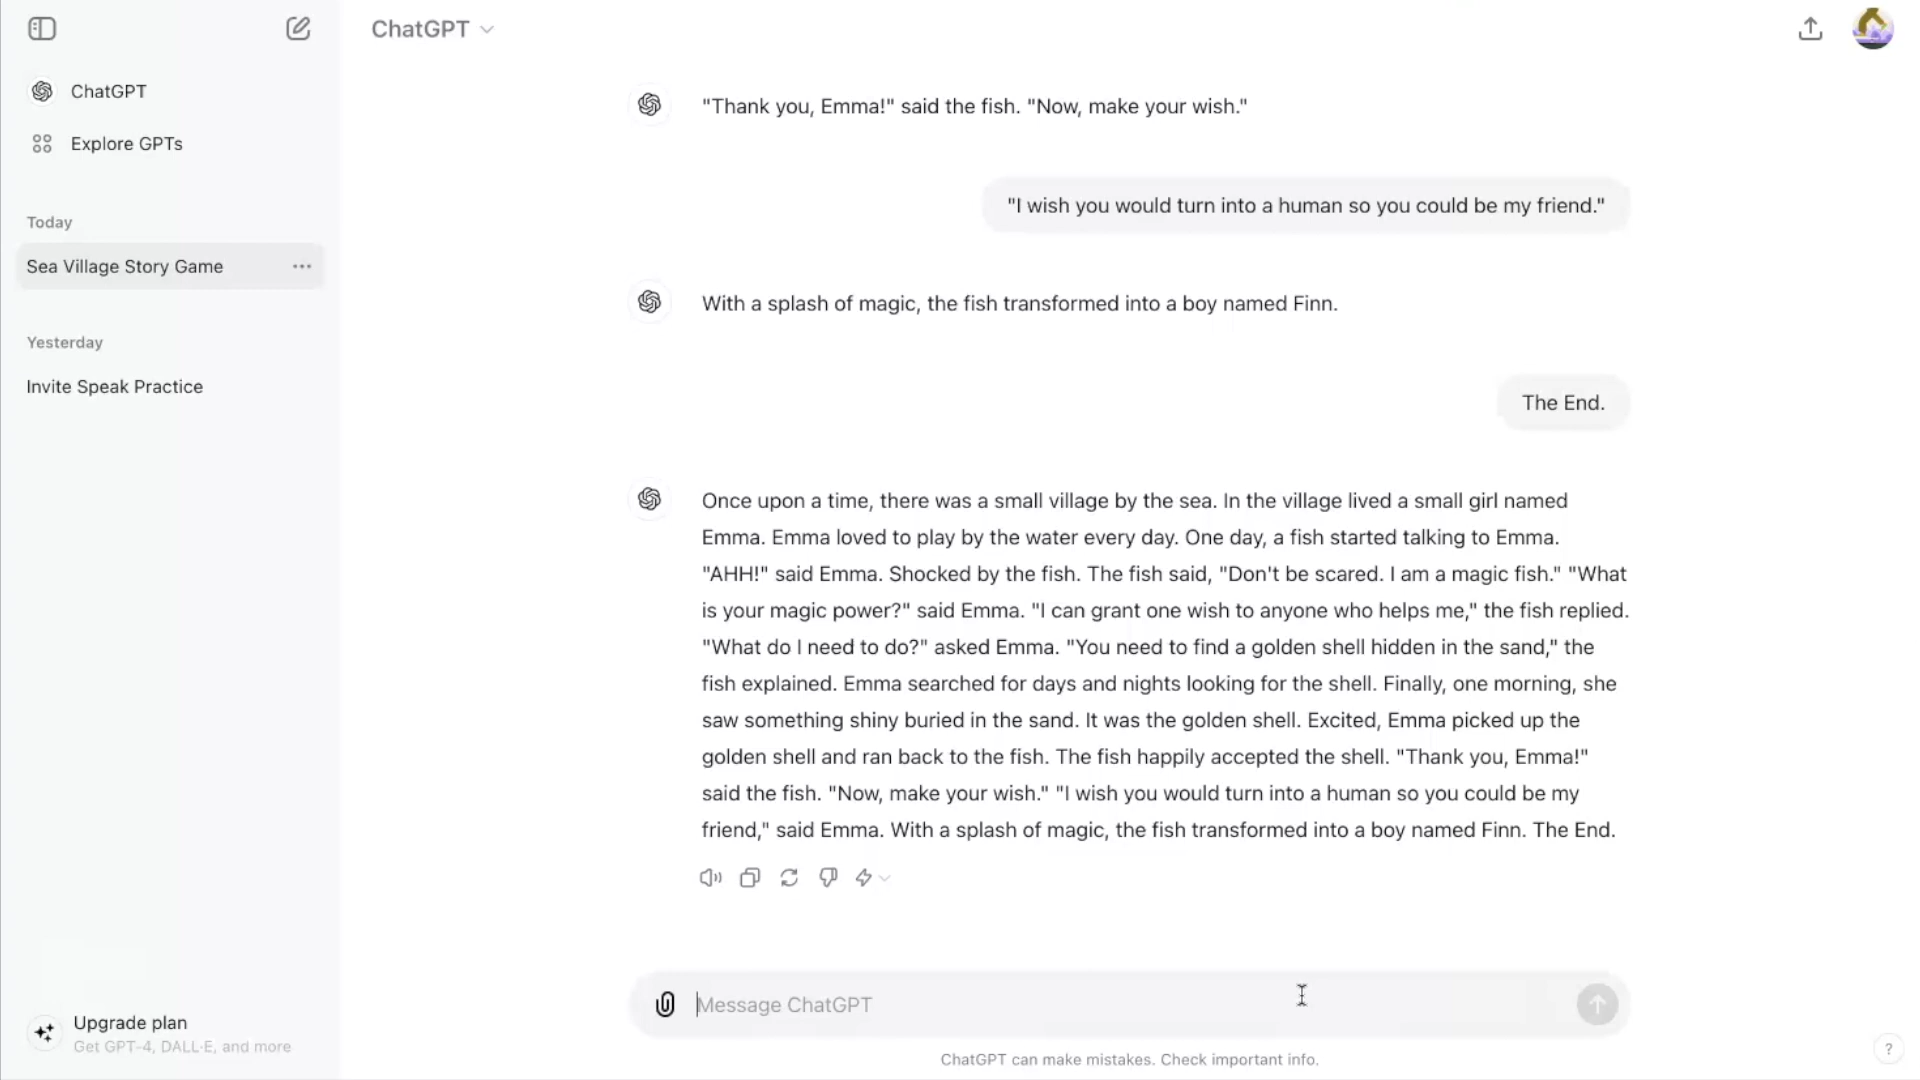 ChatGPT
Explore GPTs
Today
Sea Village Story Game
Yesterday
Invite Speak Practice
Upgrade plan
Get GPT-4, DALL·E, and more
ChatGPT
"Thank you, Emma!" said the fish. "Now, make your wish."
"I wish you would turn into a human so you could be my friend."
With a splash of magic, the fish transformed into a boy named Finn.
The End.
Once upon a time, there was a small village by the sea. In the village lived a small girl named
Emma. Emma loved to play by the water every day. One day, a fish started talking to Emma.
"AHH!" said Emma. Shocked by the fish. The fish said, "Don't be scared. I am a magic fish." "What
is your magic power?" said Emma. "I can grant one wish to anyone who helps me," the fish replied.
"What do I need to do?" asked Emma. "You need to find a golden shell hidden in the sand," the
fish explained. Emma searched for days and nights looking for the shell. Finally, one morning, she
saw something shiny buried in the sand. It was the golden shell. Excited, Emma picked up the
golden shell and ran back to the fish. The fish happily accepted the shell. "Thank you, Emma!"
said the fish. "Now, make your wish." "I wish you would turn into a human so you could be my
friend," said Emma. With a splash of magic, the fish transformed into a boy named Finn. The End.
Message ChatGPT
ChatGPT can make mistakes. Check important info.
?